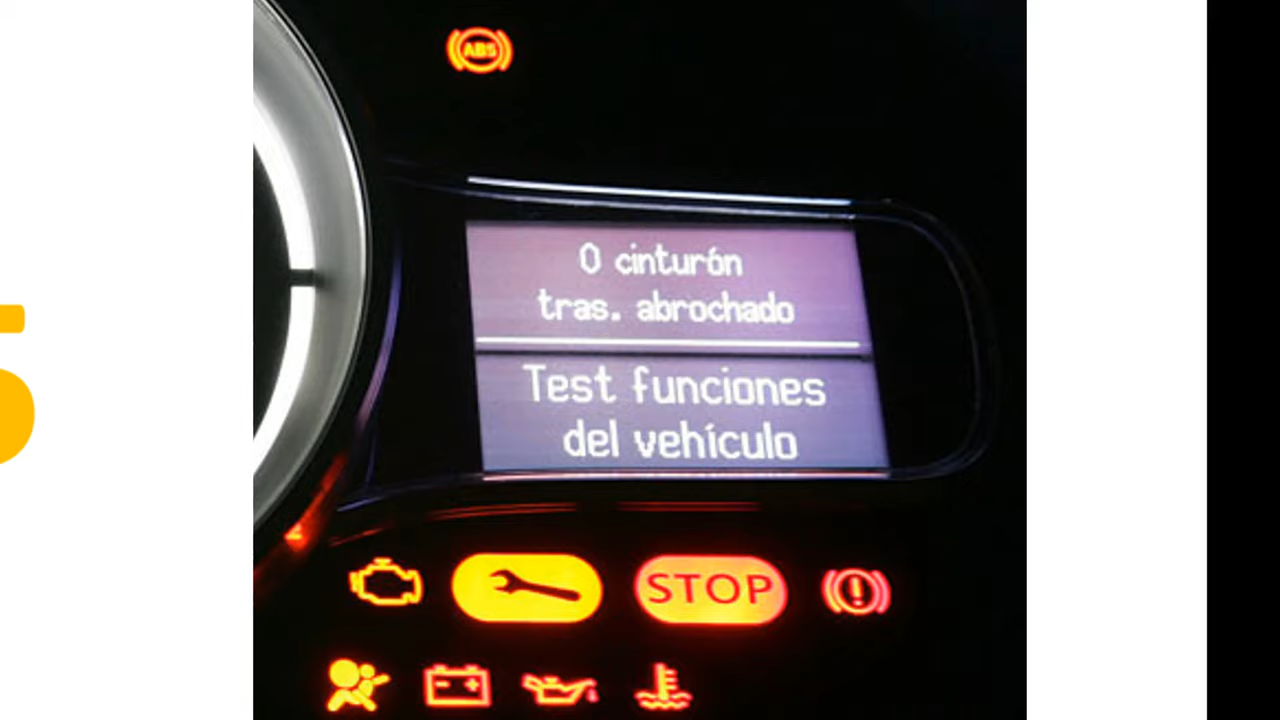 ABS
0 cinturón
tras. abrochado
Test funciones
del vehículo
STOP